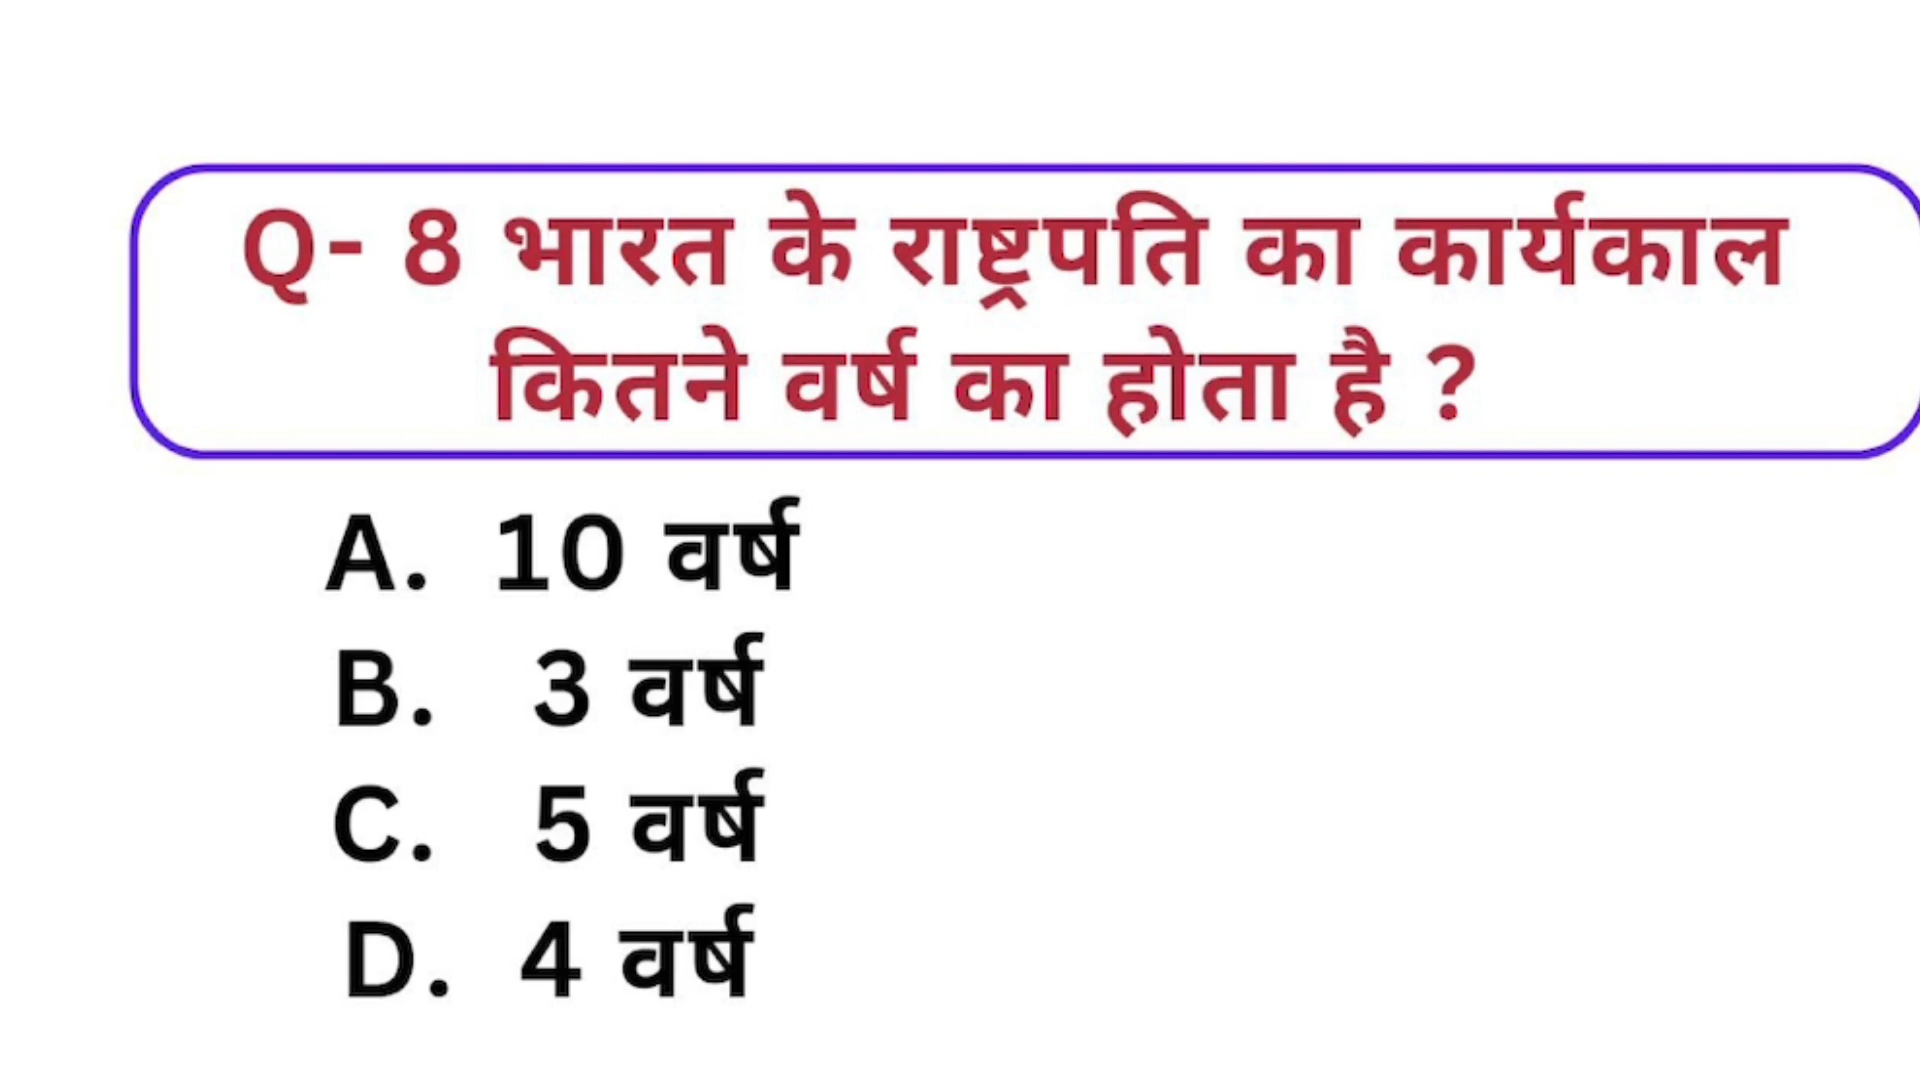 Q- 8 भारत के राष्ट्रपति का कार्यकाल
कितने वर्ष का होता है ?
A. 10 वर्ष
B. 3 वर्ष
C. 5 वर्ष
D. 4 वर्ष